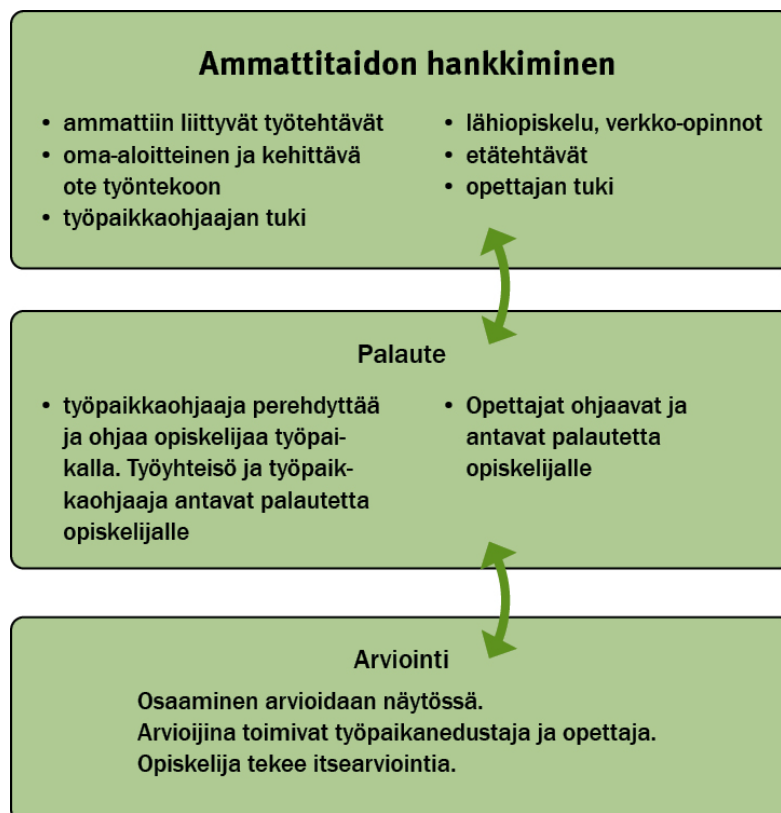 Ammattitaidon hankkiminen
• ammattiin liittyvät työtehtävät
• oma-aloitteinen ja kehittävä
ote työntekoon
• työpaikkaohjaajan tuki
• lähiopiskelu, verkko-opinnot
• etätehtävät
• opettajan tuki
Palaute
• työpaikkaohjaaja perehdyttää
ja ohjaa opiskelijaa työpai-
kalla. Työyhteisö ja työpaik-
kaohjaaja antavat palautetta
opiskelijalle
• Opettajat ohjaavat ja
antavat palautetta
opiskelijalle
Arviointi
Osaaminen arvioidaan näytössä.
Arvioijina toimivat työpaikanedustaja ja opettaja.
Opiskelija tekee itsearviointia.